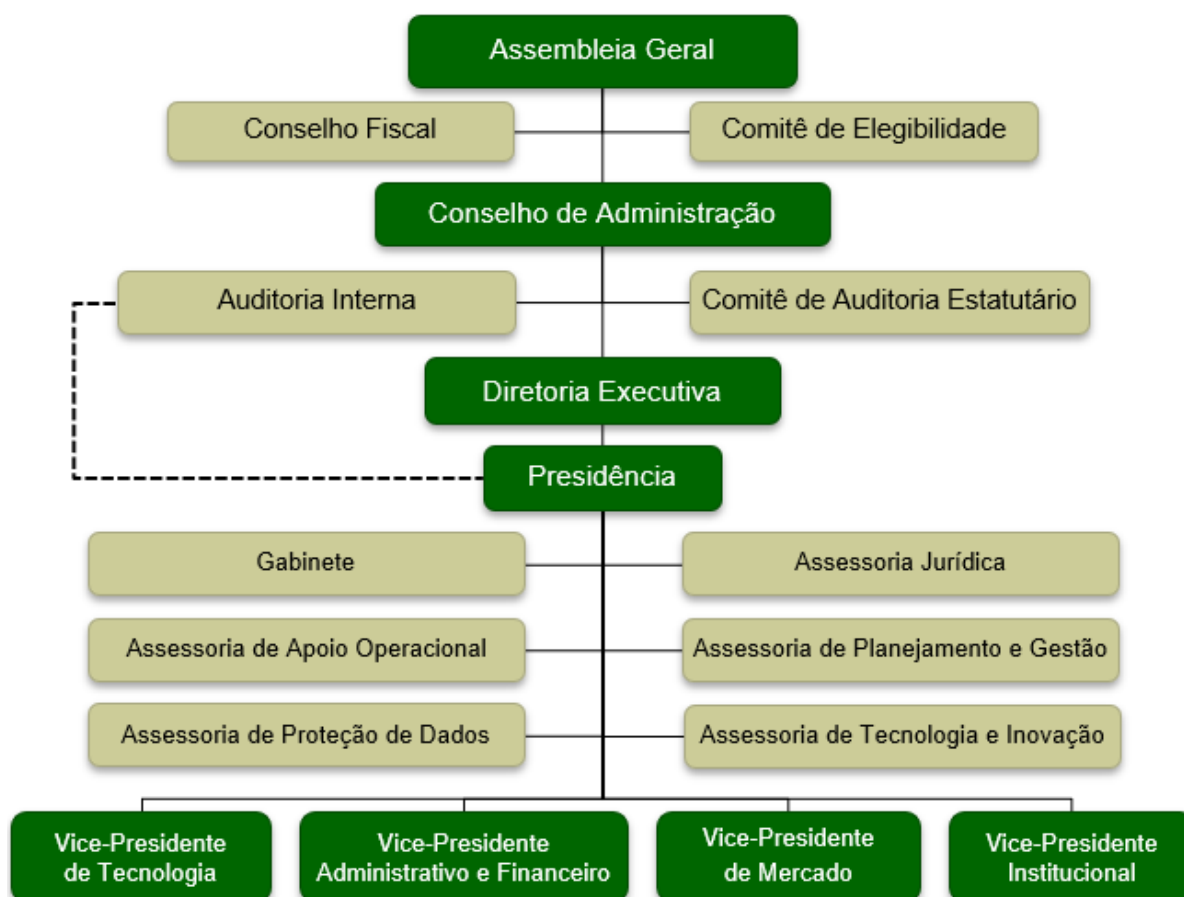 Assembleia Geral
Conselho Fiscal
Comitê de Elegibilidade
Conselho de Administração
Auditoria Interna
Comitê de Auditoria Estatutário
Diretoria Executiva
Presidência
Gabinete
Assessoria Jurídica
Assessoria de Apoio Operacional
Assessoria de Planejamento e Gestão
Assessoria de Proteção de Dados
Assessoria de Tecnologia e Inovação
Vice-Presidente
de Tecnologia
Vice-Presidente
Administrativo e Financeiro
Vice-Presidente
de Mercado
Vice-Presidente
Institucional